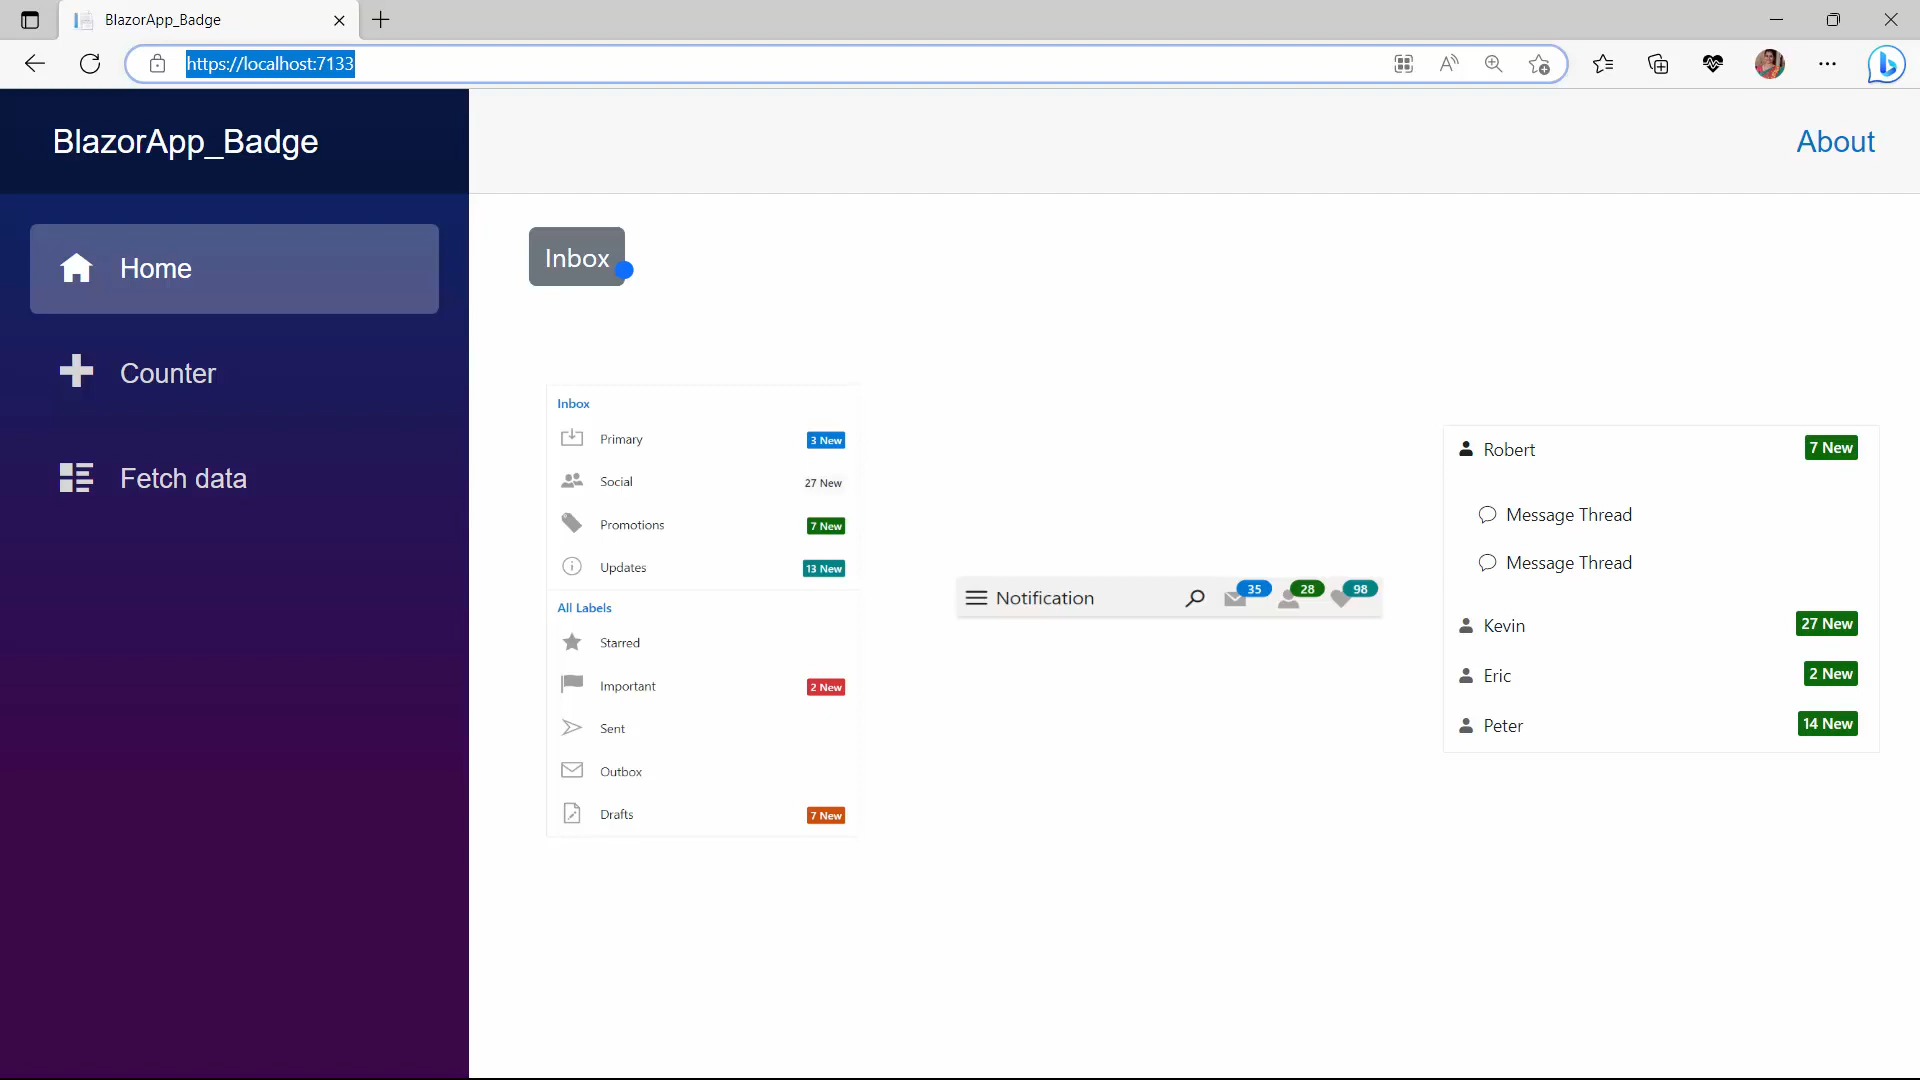 BlazorApp_Badge
https://localhost:7133
BlazorApp_Badge
About
Home
Counter
Fetch data
Inbox
Inbox
Primary 3 New
Social 27 New
Promotions 7 New
Updates 13 New
All Labels
Starred
Important 2 New
Sent
Outbox
Drafts 7 New
Notification 35 28 98
Robert 7 New
Message Thread
Message Thread
Kevin 27 New
Eric 2 New
Peter 14 New